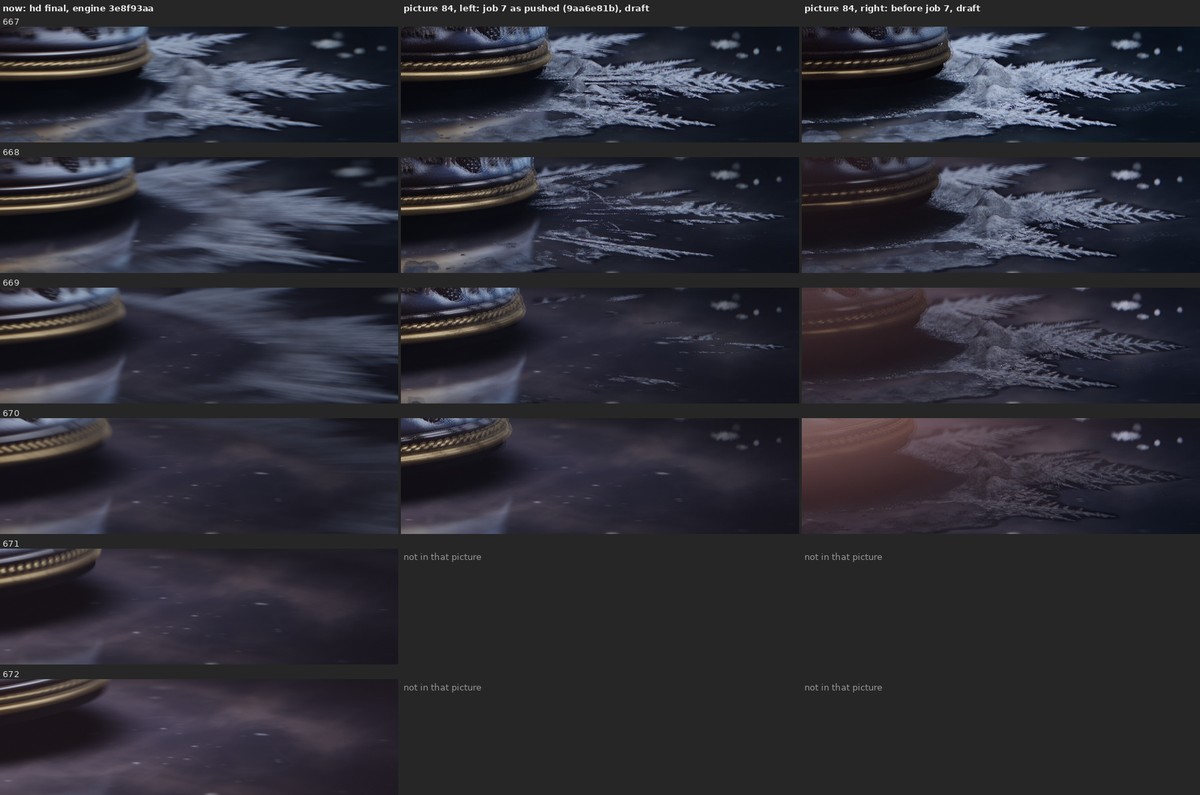 now: hd final, engine 3e8f93aa
picture 84, left: job 7 as pushed (9aa6e81b), draft
picture 84, right: before job 7, draft
667
668
669
670
671
not in that picture
not in that picture
672
not in that picture
not in that picture